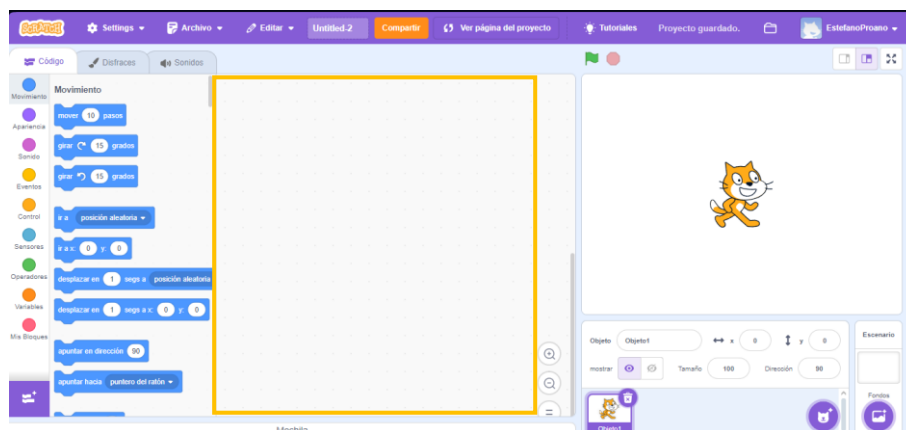 SCRATCH Settings Archivo Editar Untitled-2 Compartir Ver página del proyecto Tutoriales Proyecto guardado. EstefanoProano
Código Disfraces Sonidos
Movimiento
Apariencia
Sonido
Eventos
Control
Sensores
Operadores
Variables
Mis Bloques
Movimiento
mover 10 pasos
girar 15 grados
girar 15 grados
ir a posición aleatoria
ir a x: 0 y: 0
desplazar en 1 segs a posición aleatoria
desplazar en 1 segs a x: 0 y: 0
apuntar en dirección 90
apuntar hacia puntero del ratón
Mochila
Objeto Objeto1 x 0 y 0
mostrar Tamaño 100 Dirección 90
Objeto1
Escenario
Fondos